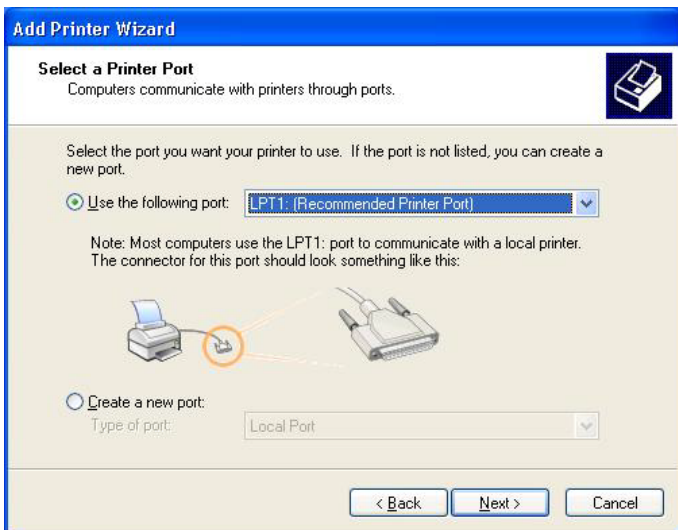 Add Printer Wizard
Select a Printer Port
Computers communicate with printers through ports.
Select the port you want your printer to use. If the port is not listed, you can create a
new port.
Use the following port: LPT1: (Recommended Printer Port)
Note: Most computers use the LPT1: port to communicate with a local printer.
The connector for this port should look something like this:
Create a new port:
Type of port: Local Port
< Back Next > Cancel